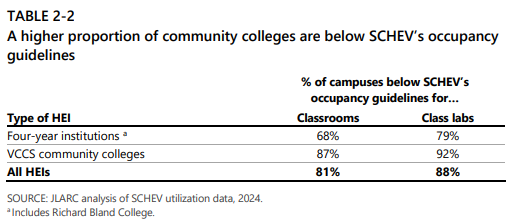 TABLE 2-2
A higher proportion of community colleges are below SCHEV’s occupancy
guidelines
% of campuses below SCHEV’s
occupancy guidelines for…
Type of HEI Classrooms Class labs
Four-year institutions a 68% 79%
VCCS community colleges 87% 92%
All HEIs 81% 88%
SOURCE: JLARC analysis of SCHEV utilization data, 2024.
a Includes Richard Bland College.